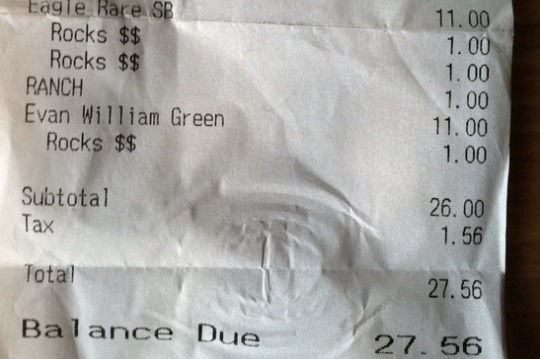 Eagle Rare SB 11.00
Rocks $$ 1.00
Rocks $$ 1.00
RANCH 1.00
Evan William Green 11.00
Rocks $$ 1.00
Subtotal 26.00
Tax 1.56
Total 27.56
Balance Due 27.56